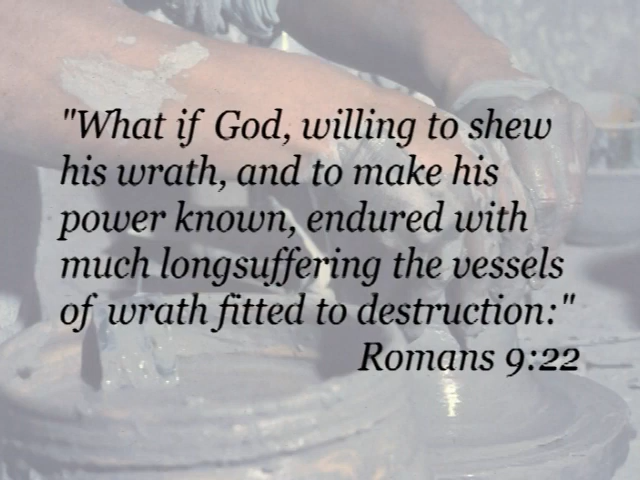 "What if God, willing to shew
his wrath, and to make his
power known, endured with
much longsuffering the vessels
of wrath fitted to destruction:"
Romans 9:22